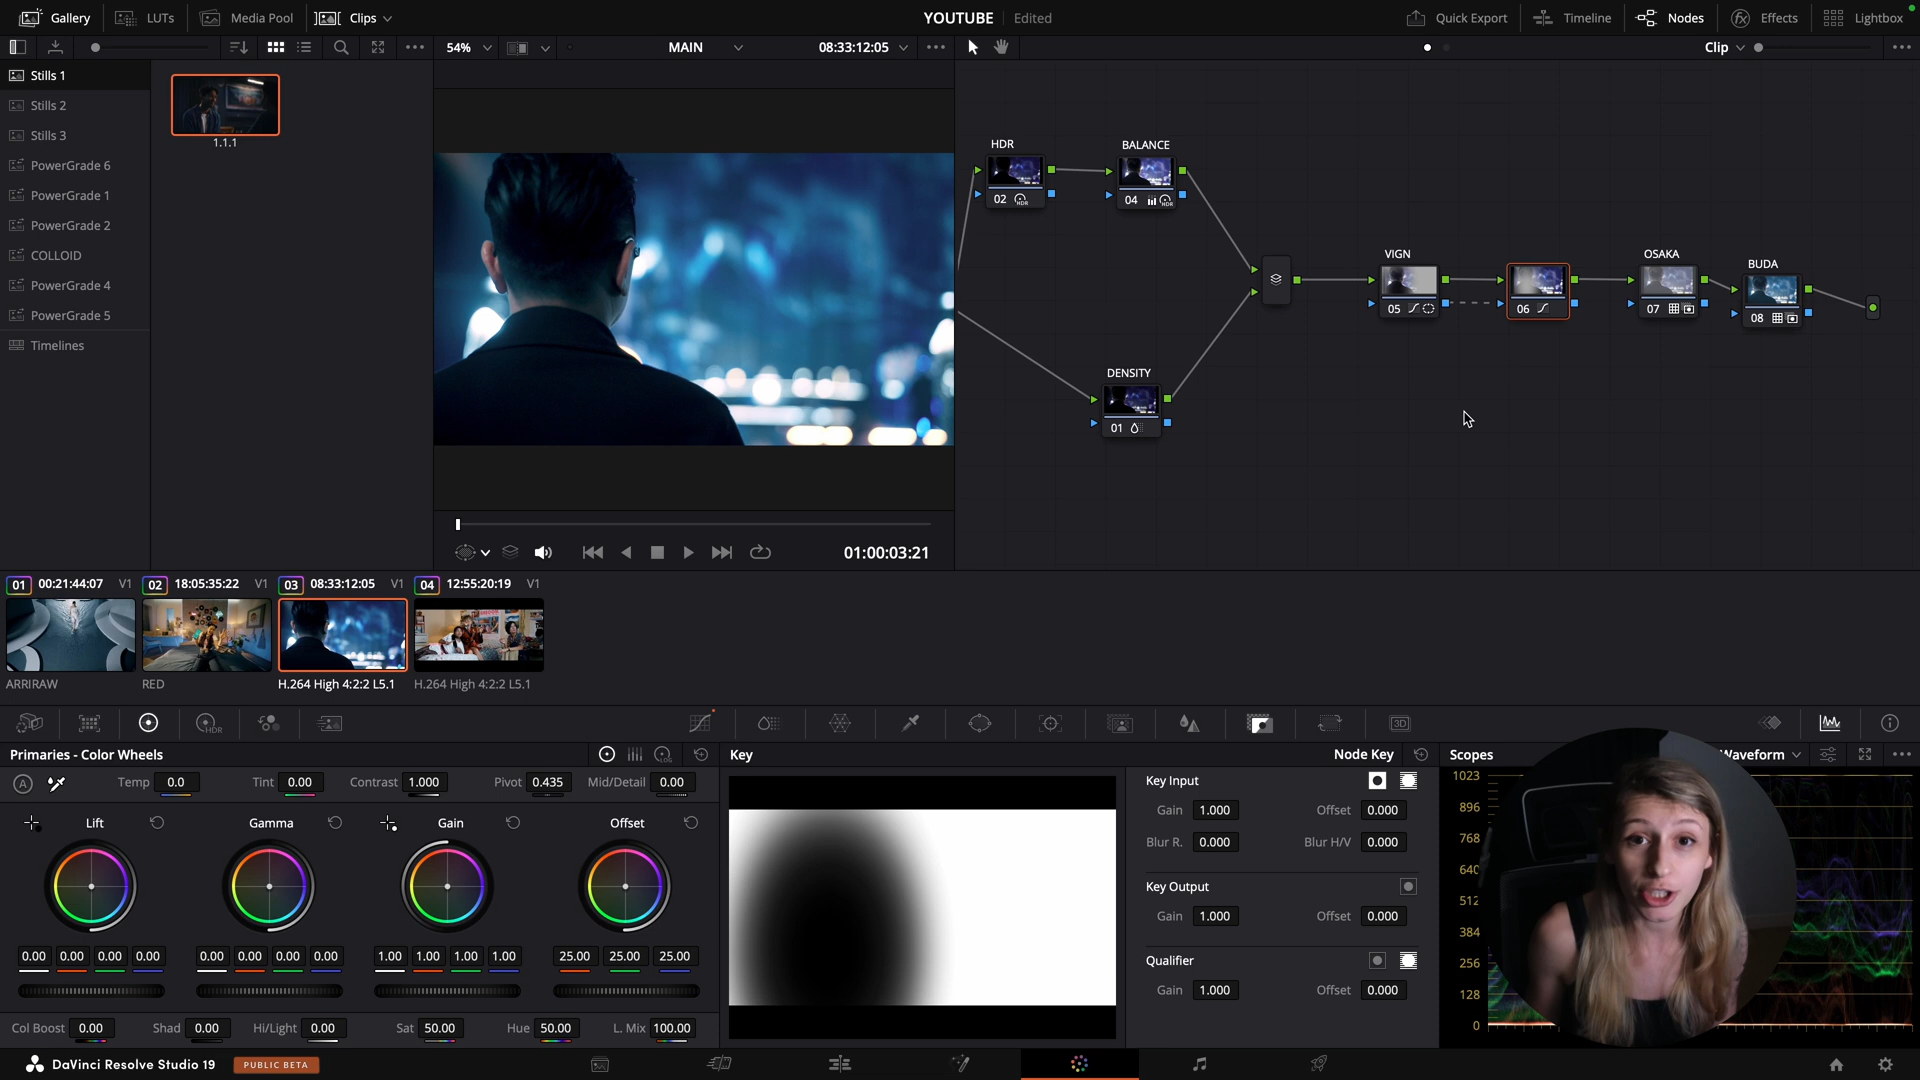 Gallery LUTs Media Pool Clips YOUTUBE Edited Quick Export Timeline Nodes Effects Lightbox
54% MAIN 08:33:12:05 Clip
Stills 1
Stills 2
Stills 3
PowerGrade 6
PowerGrade 1
PowerGrade 2
COLLOID
PowerGrade 4
PowerGrade 5
Timelines
1.1.1
HDR
02 HDR
BALANCE
04 HDR
VIGN
05
06
OSAKA
07
BUDA
08
DENSITY
01
01:00:03:21
01 00:21:44:07 V1 02 18:05:35:22 V1 03 08:33:12:05 V1 04 12:55:20:19 V1
ARRIRAW RED H.264 High 4:2:2 L5.1 H.264 High 4:2:2 L5.1
HDR 3D
Primaries - Color Wheels LOG
A Temp 0.0 Tint 0.00 Contrast 1.000 Pivot 0.435 Mid/Detail 0.00
Lift Gamma Gain Offset
0.00 0.00 0.00 0.00 0.00 0.00 0.00 0.00 1.00 1.00 1.00 1.00 25.00 25.00 25.00
Col Boost 0.00 Shad 0.00 Hi/Light 0.00 Sat 50.00 Hue 50.00 L. Mix 100.00
Key Node Key
Key Input
Gain 1.000 Offset 0.000
Blur R. 0.000 Blur H/V 0.000
Key Output
Gain 1.000 Offset 0.000
Qualifier
Gain 1.000 Offset 0.000
Scopes Waveform
1023
896
768
640
512
384
256
128
0
DaVinci Resolve Studio 19 PUBLIC BETA